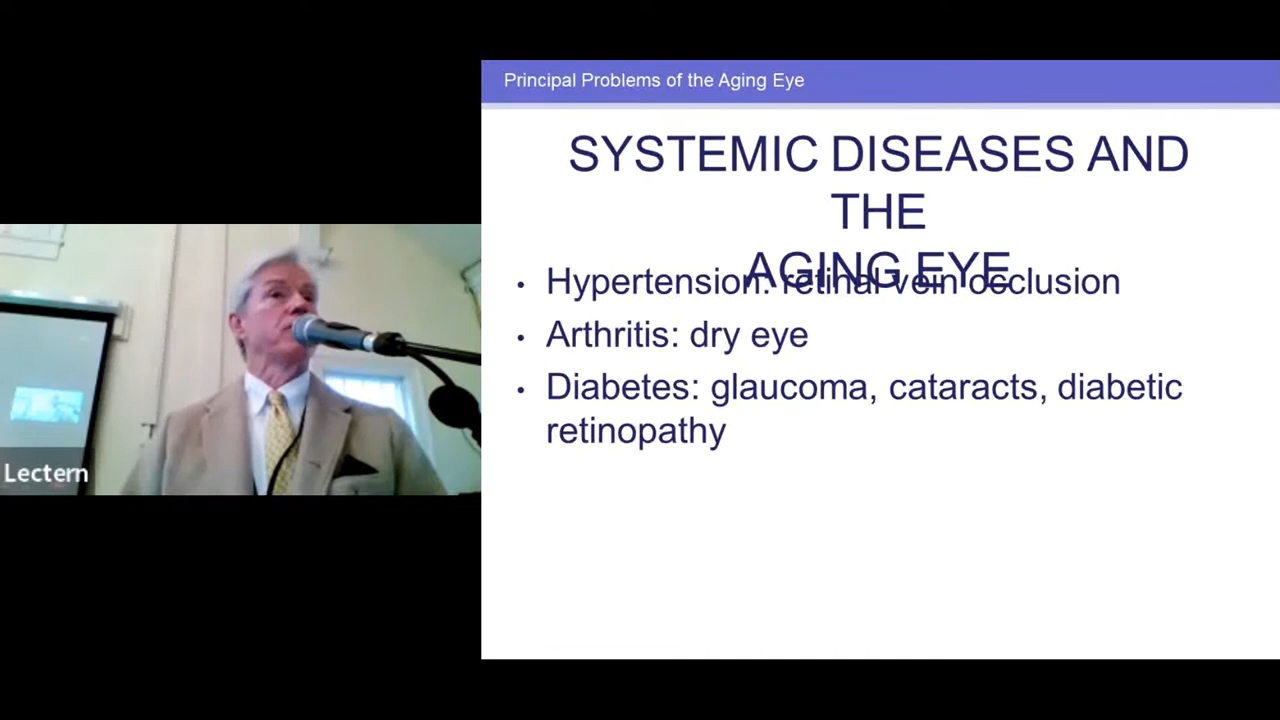 Principal Problems of the Aging Eye
SYSTEMIC DISEASES AND
THE
AGING EYE
• Hypertension: retinal vein occlusion
• Arthritis: dry eye
• Diabetes: glaucoma, cataracts, diabetic
retinopathy
Lectern